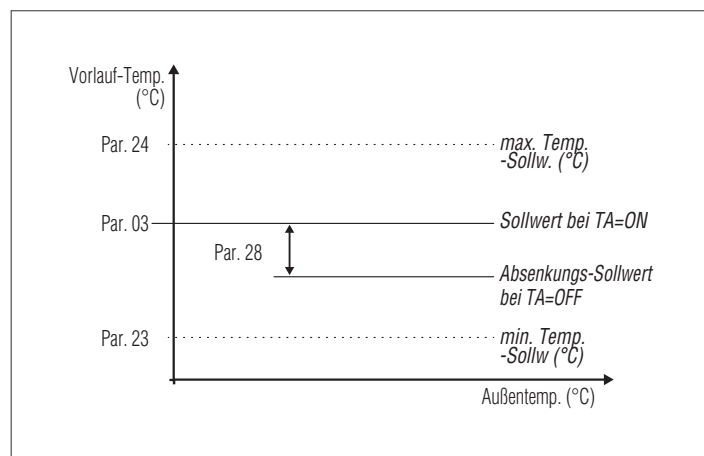 Vorlauf-Temp.
(°C)
Par. 24
max. Temp.
-Sollw. (°C)
Par. 03
Sollwert bei TA=ON
Par. 28
Absenkungs-Sollwert
bei TA=OFF
Par. 23
min. Temp.
-Sollw (°C)
Außentemp. (°C)